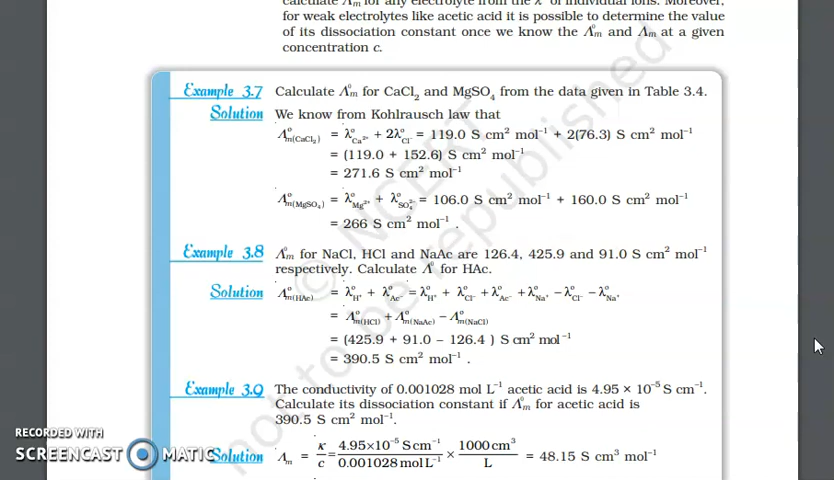 calculate Λ°m for any electrolyte from the λ° of individual ions. Moreover,
for weak electrolytes like acetic acid it is possible to determine the value
of its dissociation constant once we know the Λ°m and Λm at a given
concentration c.
Example 3.7 Calculate Λ°m for CaCl₂ and MgSO₄ from the data given in Table 3.4.
Solution We know from Kohlrausch law that
Λ°m(CaCl₂) = λ°Ca²⁺ + 2λ°Cl⁻ = 119.0 S cm² mol⁻¹ + 2(76.3) S cm² mol⁻¹
= (119.0 + 152.6) S cm² mol⁻¹
= 271.6 S cm² mol⁻¹
Λ°m(MgSO₄) = λ°Mg²⁺ + λ°SO₄²⁻ = 106.0 S cm² mol⁻¹ + 160.0 S cm² mol⁻¹
= 266 S cm² mol⁻¹ .
Example 3.8 Λ°m for NaCl, HCl and NaAc are 126.4, 425.9 and 91.0 S cm² mol⁻¹
respectively. Calculate Λ° for HAc.
Solution Λ°m(HAc) = λ°H⁺ + λ°Ac⁻ = λ°H⁺ + λ°Cl⁻ + λ°Ac⁻ + λ°Na⁺ − λ°Cl⁻ − λ°Na⁺
= Λ°m(HCl) + Λ°m(NaAc) − Λ°m(NaCl)
= (425.9 + 91.0 – 126.4 ) S cm² mol⁻¹
= 390.5 S cm² mol⁻¹ .
Example 3.9 The conductivity of 0.001028 mol L⁻¹ acetic acid is 4.95 × 10⁻⁵ S cm⁻¹.
Calculate its dissociation constant if Λ°m for acetic acid is
390.5 S cm² mol⁻¹.
Solution Λm = κ/c = 4.95×10⁻⁵ S cm⁻¹/0.001028 mol L⁻¹ × 1000 cm³/L = 48.15 S cm³ mol⁻¹
© NCERT
not to be republished
RECORDED WITH
SCREENCAST MATIC